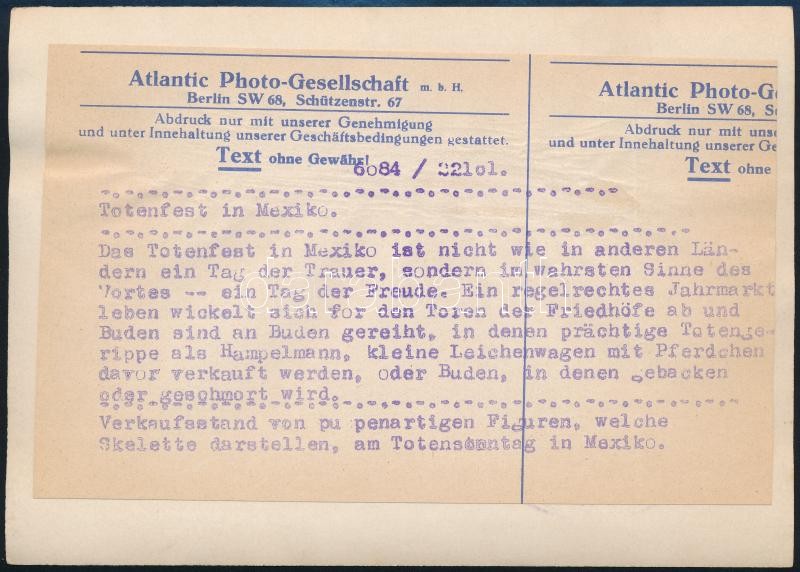 Atlantic Photo-Gesellschaft m. b. H.
Berlin SW 68, Schützenstr. 67
Abdruck nur mit unserer Genehmigung
und unter Innehaltung unserer Geschäftsbedingungen gestattet.
Text ohne Gewähr!
Atlantic Photo-G
Berlin SW 68, S
Abdruck nur mit uns
und unter Innehaltung unserer Ge
Text ohne
6084 / 221ol.
Totenfest in Mexiko.
Das Totenfest in Mexiko ist nicht wie in anderen Län-
dern ein Tag der Trauer, sondern im wahrsten Sinne des
Wortes -- ein Tag der Freude. Ein regelrechtes Jahrmarkt
leben wickelt sich for den Toren der Friedhöfe ab und
Buden sind an Buden gereiht, in denen prächtige Totenge-
rippe als Hampelmann, kleine Leichenwagen mit Pferdchen
davor verkauft werden, oder Buden, in denen gebacken
oder geschmort wird.
Verkaufsstand von pu penartigen Figuren, welche
Skelette darstellen, am Totensonntag in Mexiko.